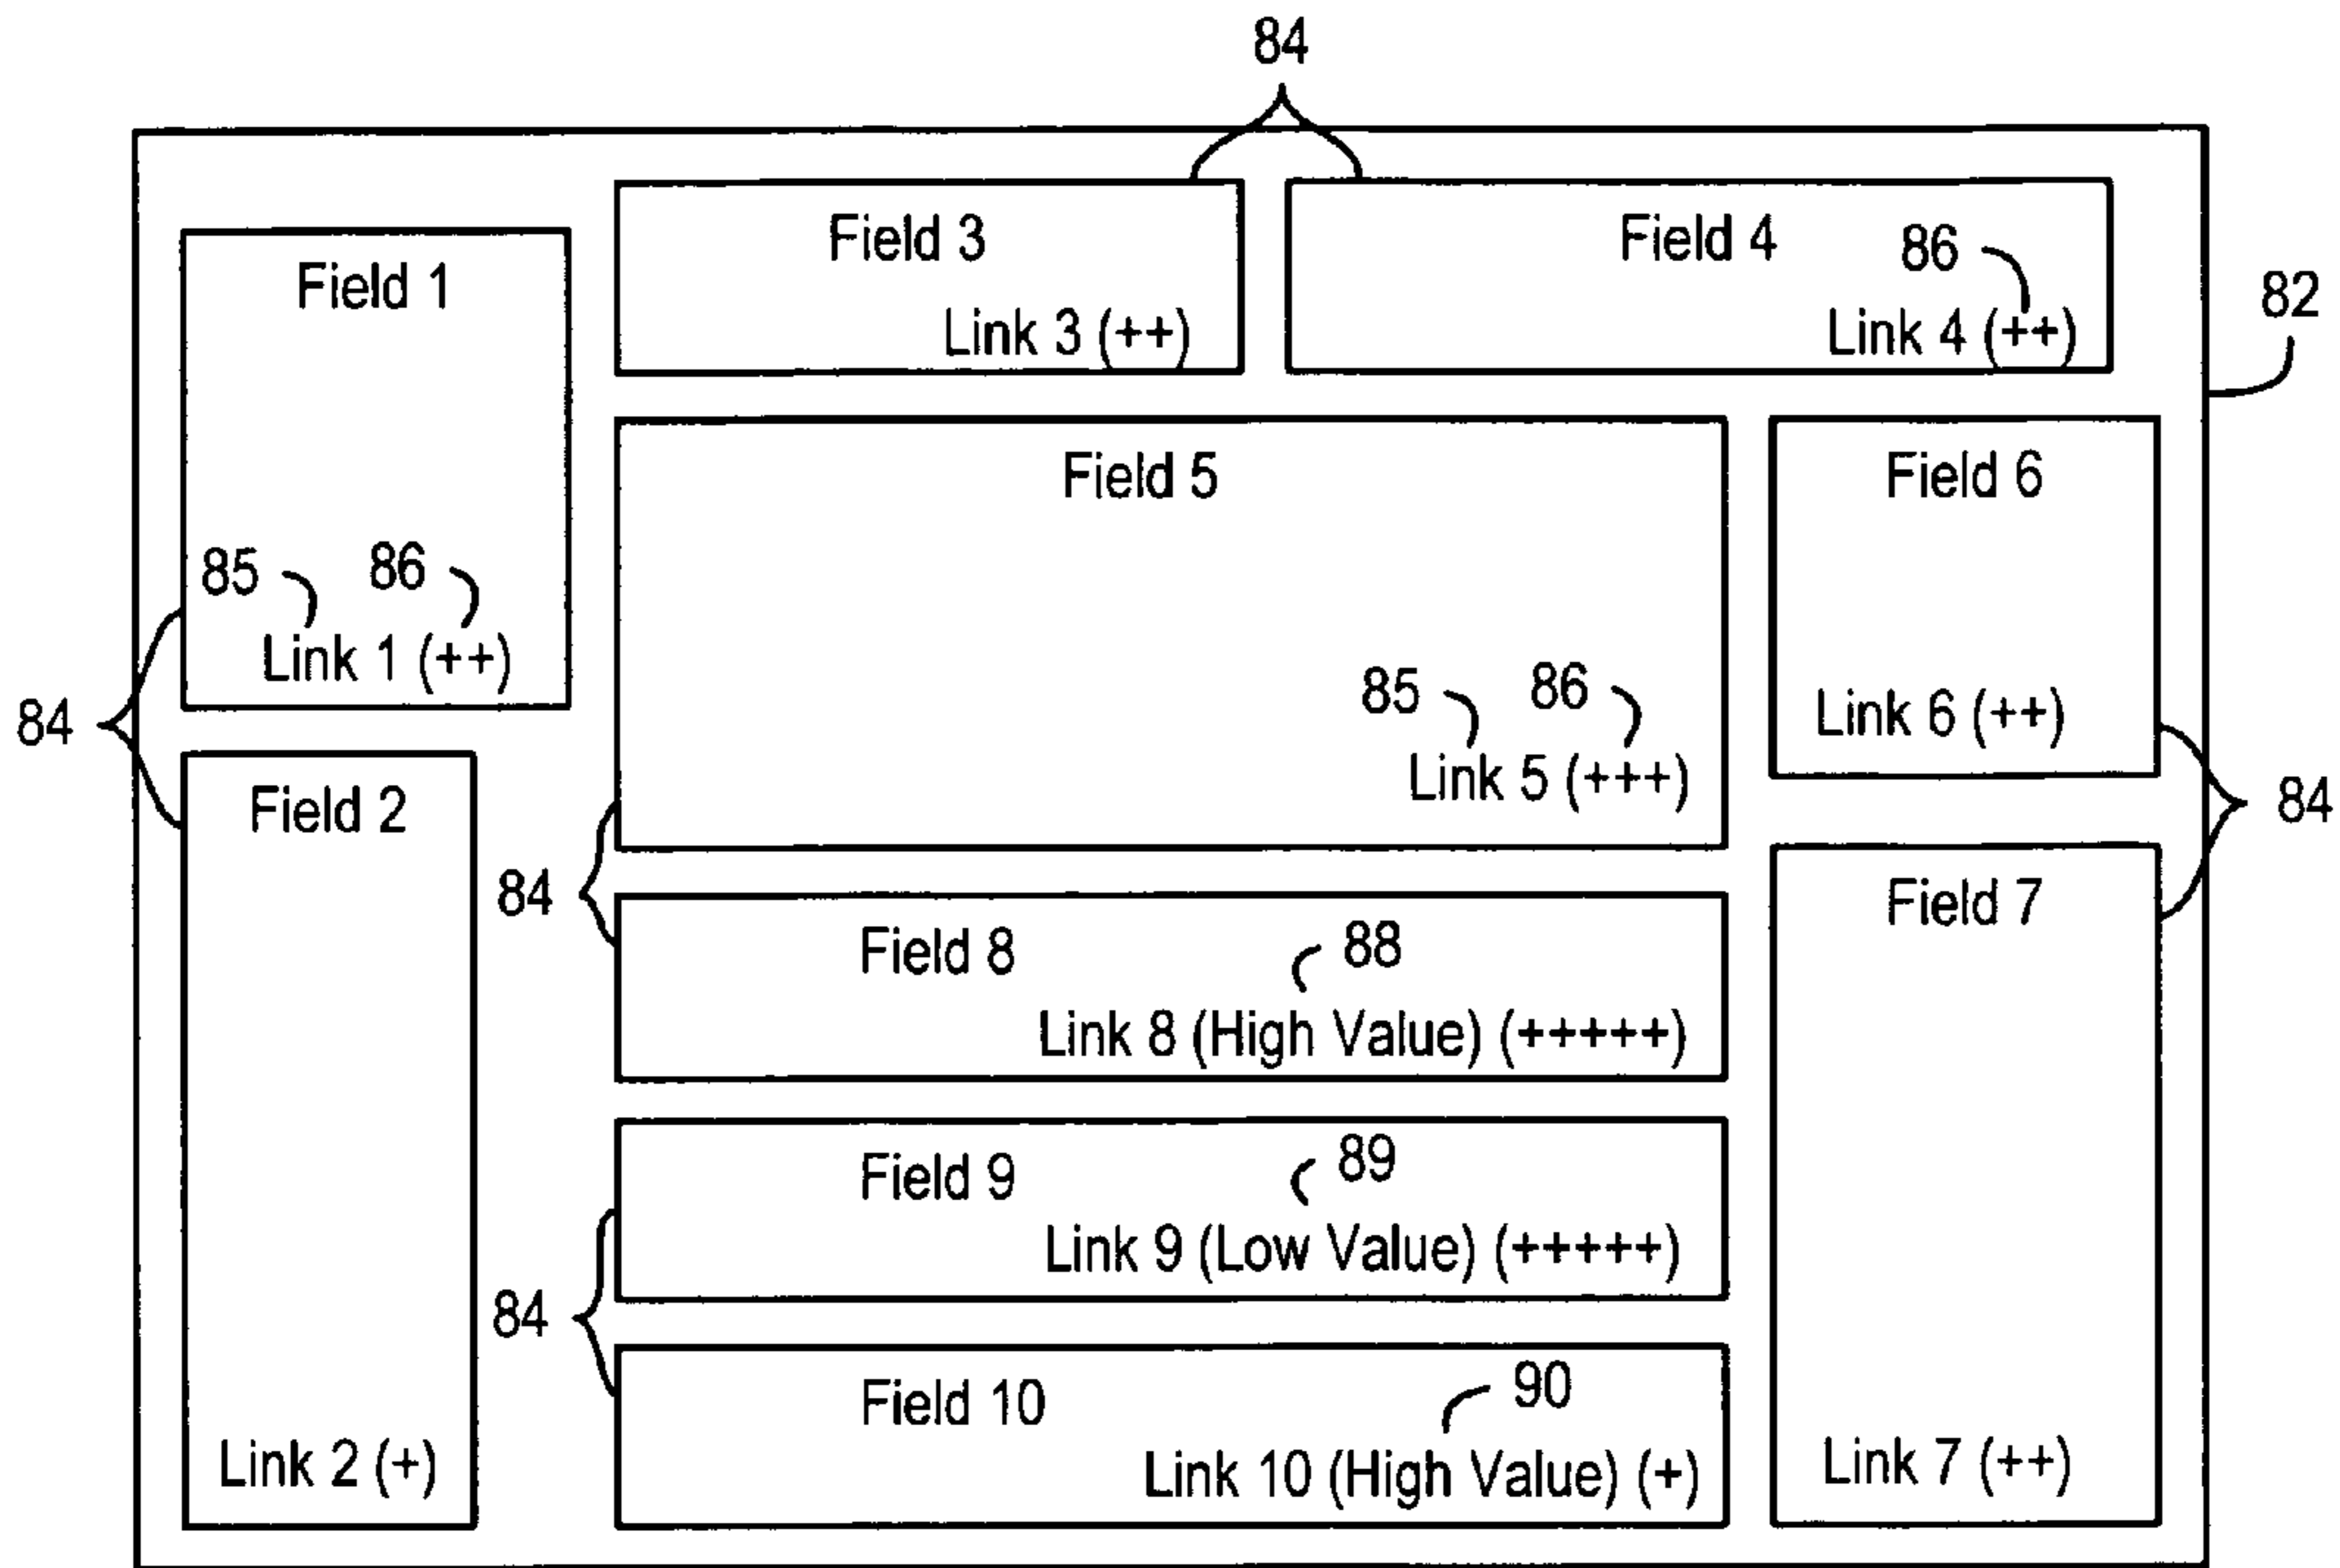 84
Field 3
Link 3 (++)
Field 4
86
Link 4 (++)
82
Field 1
85
86
Link 1 (++)
84
Field 5
85
86
Link 5 (+++)
Field 6
Link 6 (++)
84
Field 2
Link 2 (+)
84
Field 8
88
Link 8 (High Value) (+++++)
Field 7
Link 7 (++)
Field 9
89
Link 9 (Low Value) (+++++)
84
Field 10
90
Link 10 (High Value) (+)